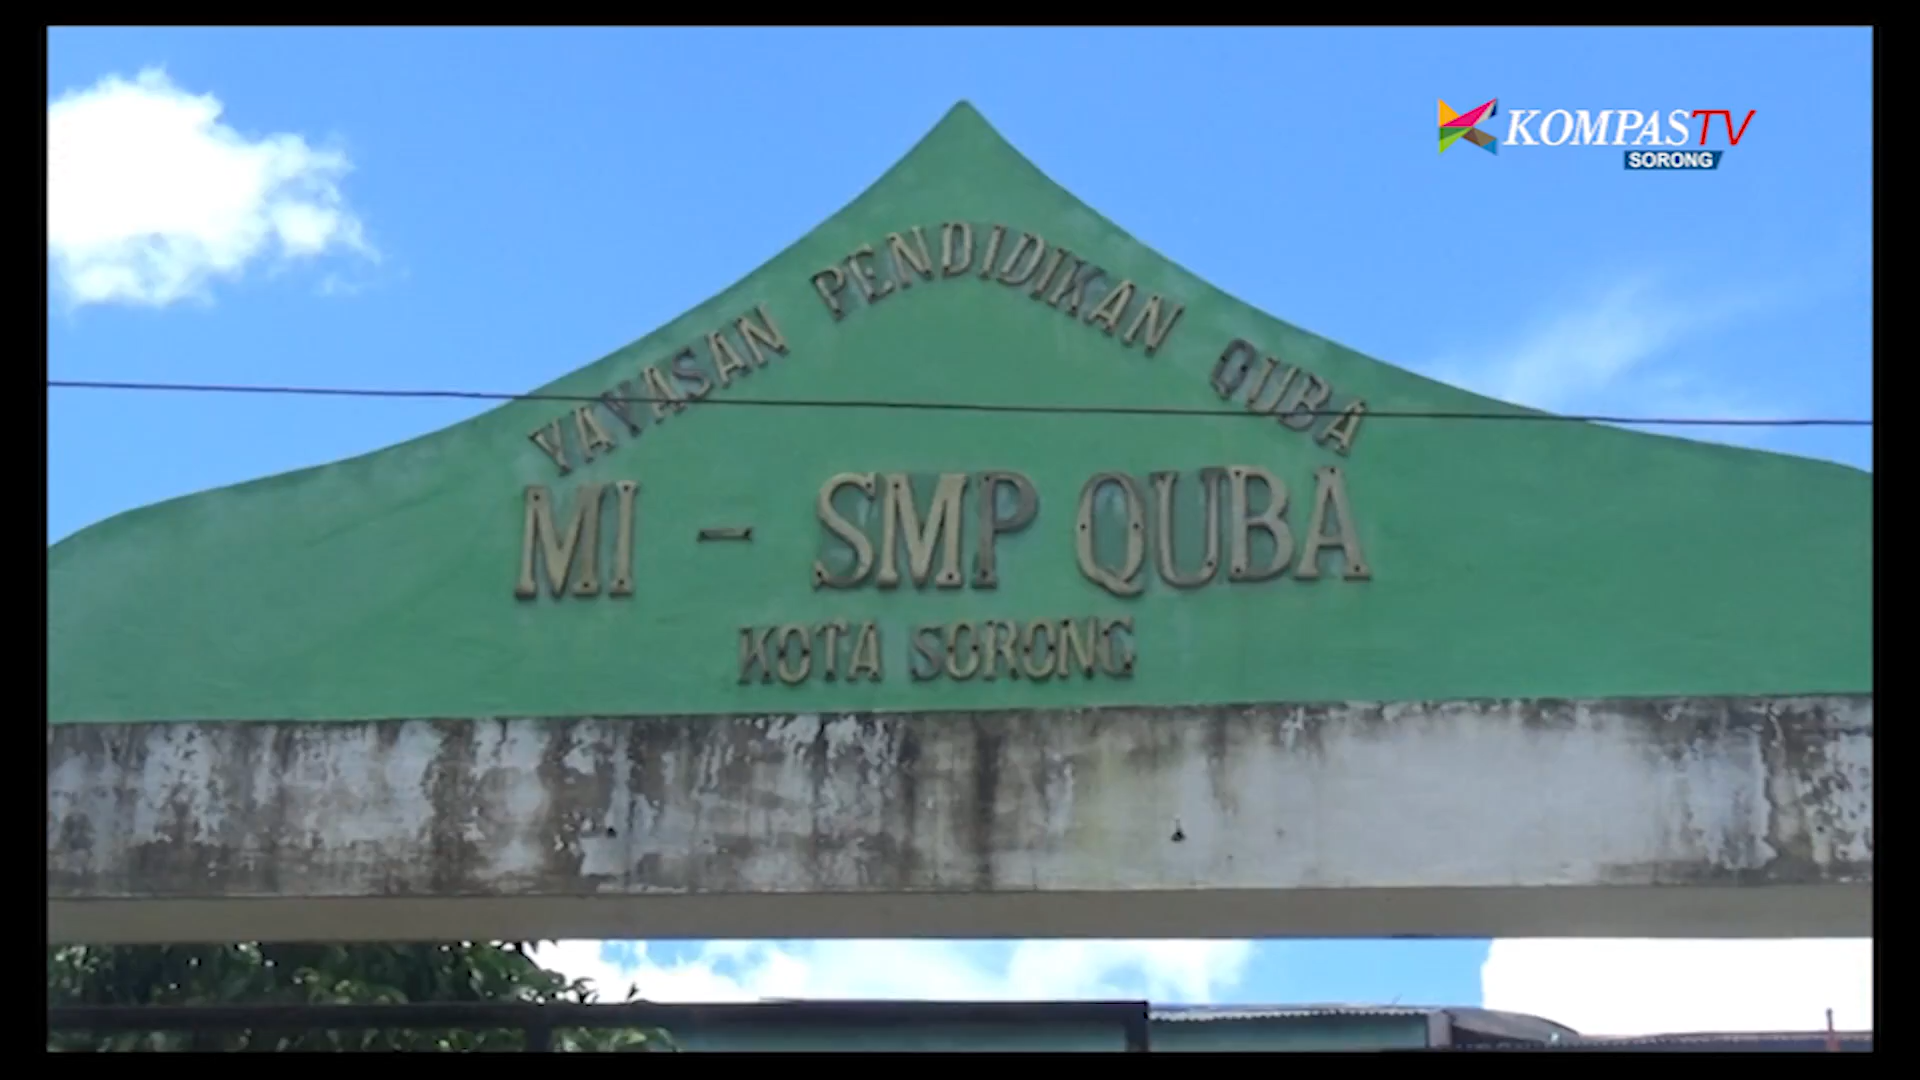 KOMPASTV
SORONG
YAYASAN PENDIDIKAN QUBA
MI - SMP QUBA
KOTA SORONG